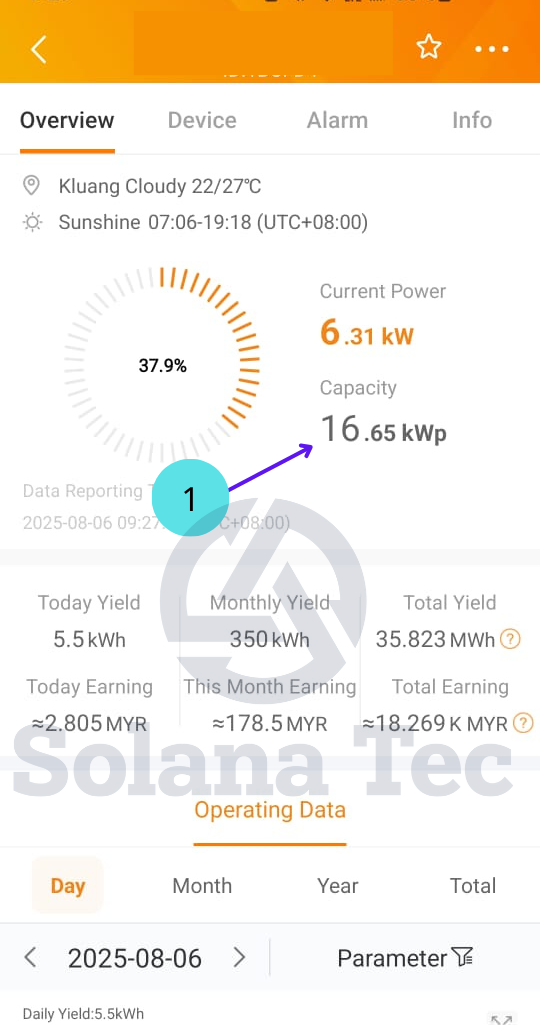 Overview Device Alarm Info
Kluang Cloudy 22/27℃
Sunshine 07:06-19:18 (UTC+08:00)
Current Power
6.31 kW
37.9%
Capacity
16.65 kWp
Data Reporting
1
2025-08-06 09:27 C+08:00)
Today Yield Monthly Yield Total Yield
5.5 kWh 350 kWh 35.823 MWh ?
Today Earning This Month Earning Total Earning
≈2.805 MYR ≈178.5 MYR ≈18.269 K MYR ?
Solana Tec
Operating Data
Day Month Year Total
2025-08-06 Parameter
Daily Yield:5.5kWh